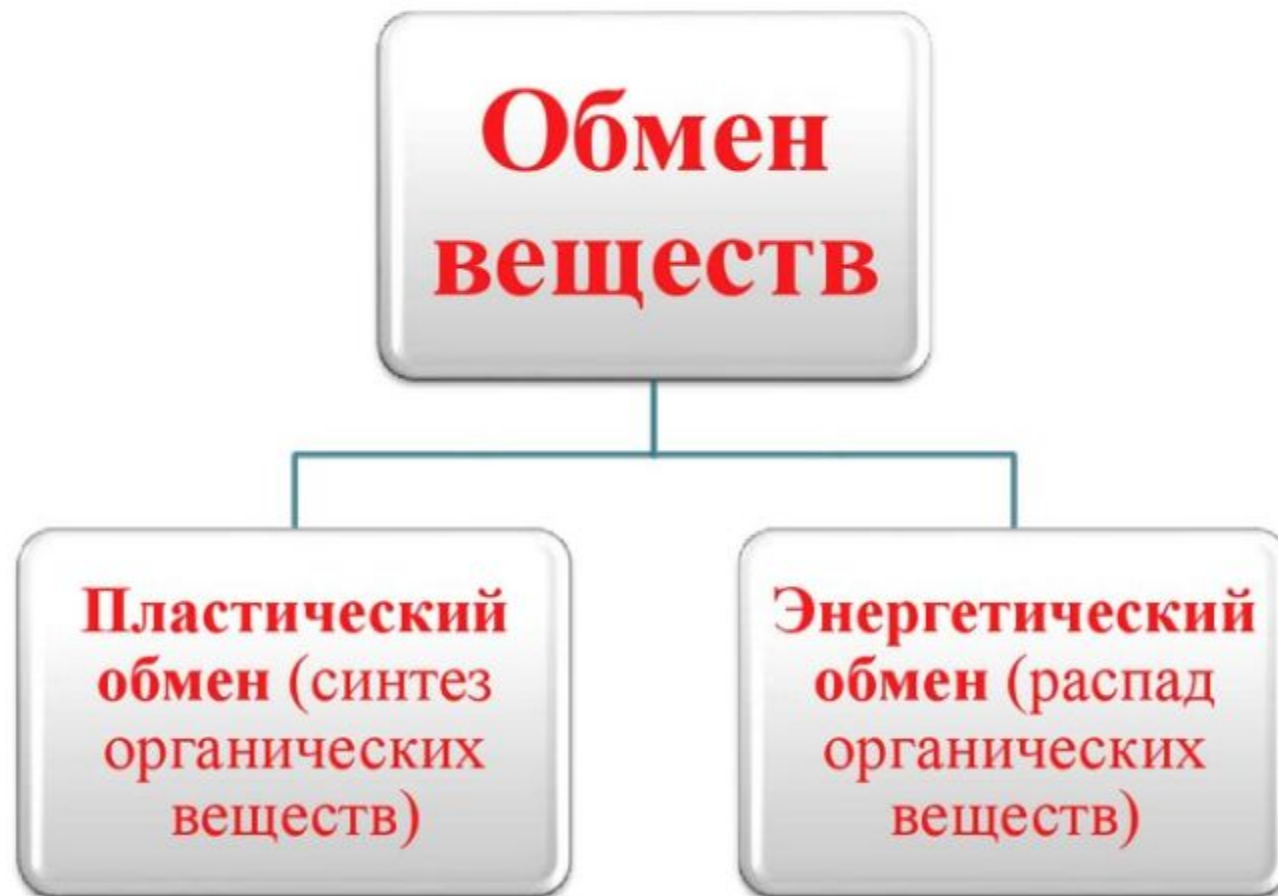 Обмен
веществ
Пластический
обмен (синтез
органических
веществ)
Энергетический
обмен (распад
органических
веществ)